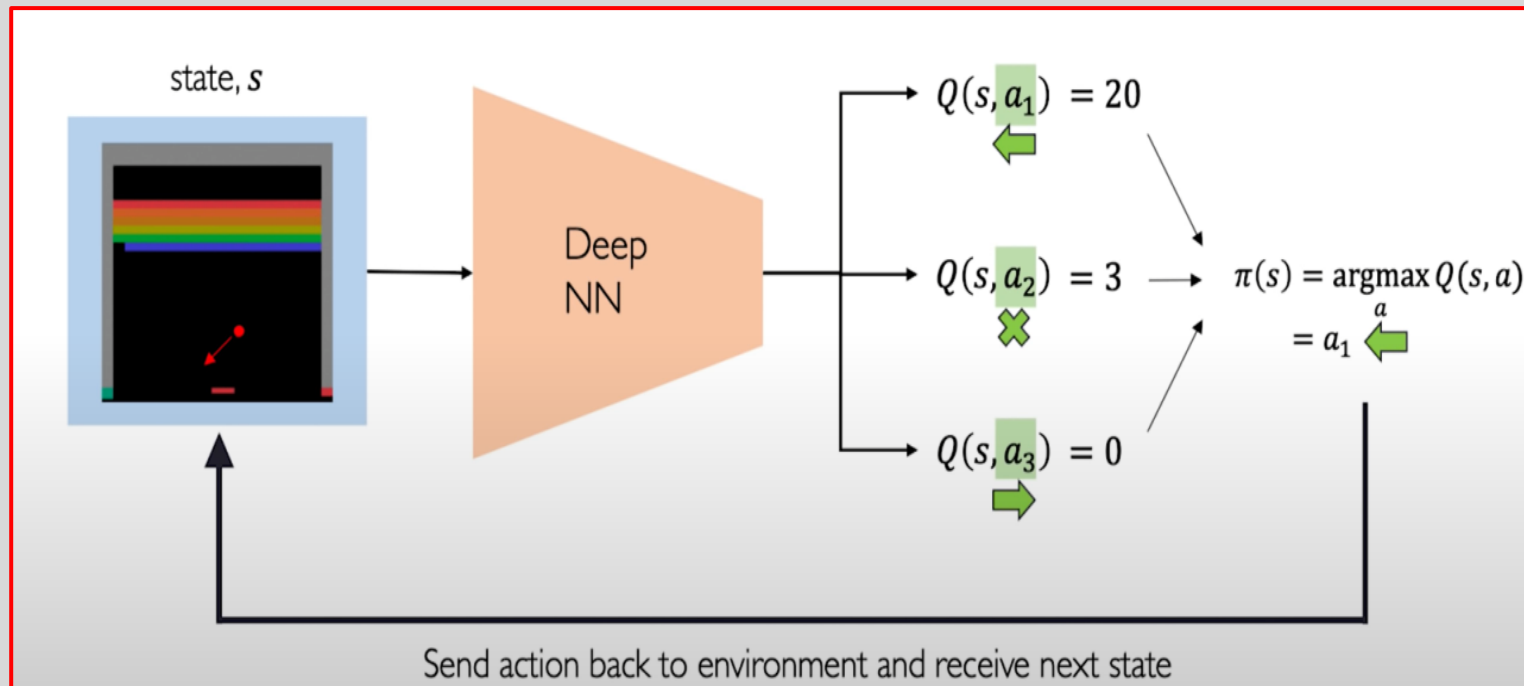 state, s
Deep
NN
Q(s, a₁) = 20
Q(s, a₂) = 3
Q(s, a₃) = 0
π(s) = argmax Q(s, a)
a
= a₁
Send action back to environment and receive next state